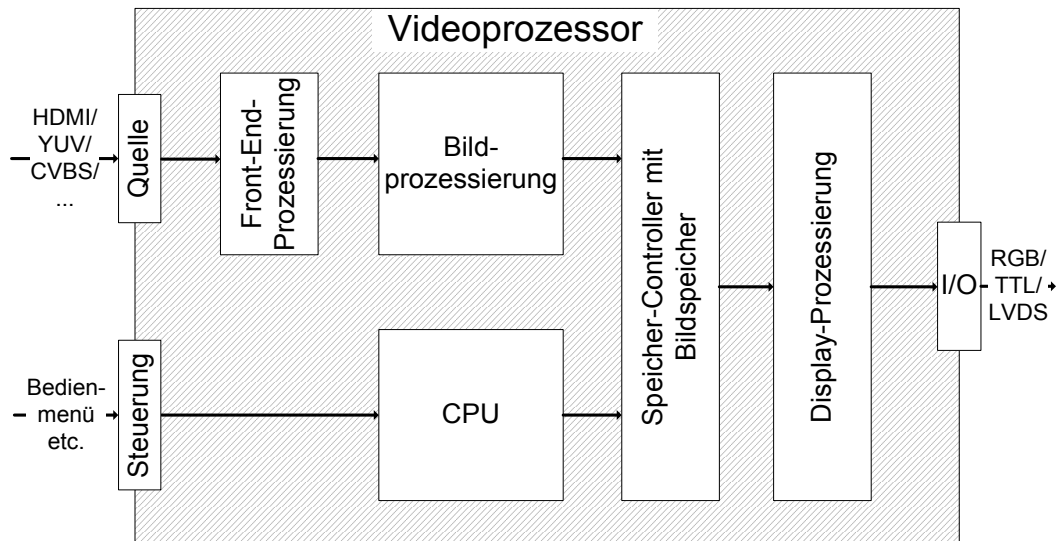 Videoprozessor
HDMI/
YUV/
CVBS/
...
Quelle
Front-End-
Prozessierung
Bild-
prozessierung
Speicher-Controller mit
Bildspeicher
Display-Prozessierung
I/O
RGB/
TTL/
LVDS
Bedien-
menü
etc.
Steuerung
CPU